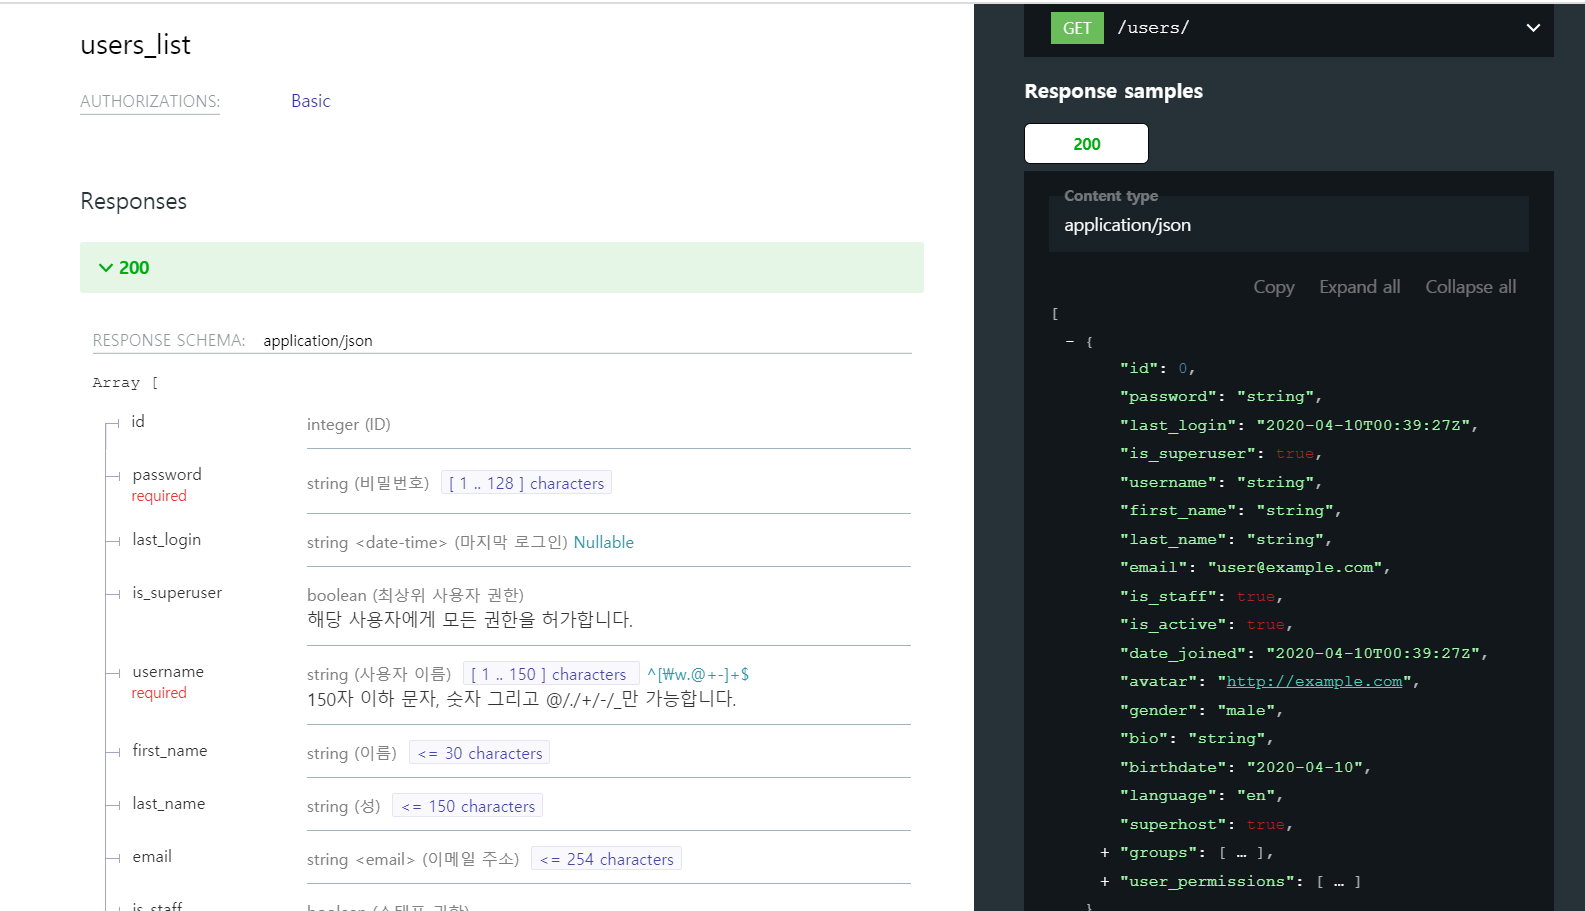 users_list
AUTHORIZATIONS: Basic
Responses
200
RESPONSE SCHEMA: application/json
Array [
id integer (ID)
password string (비밀번호) [ 1 .. 128 ] characters
required
last_login string <date-time> (마지막 로그인) Nullable
is_superuser boolean (최상위 사용자 권한)
해당 사용자에게 모든 권한을 허가합니다.
username string (사용자 이름) [ 1 .. 150 ] characters ^[₩w.@+-]+$
required
150자 이하 문자, 숫자 그리고 @/./+/-/_만 가능합니다.
first_name string (이름) <= 30 characters
last_name string (성) <= 150 characters
email string <email> (이메일 주소) <= 254 characters
is_staff boolean (스태프 권한)
GET /users/
Response samples
200
Content type
application/json
Copy Expand all Collapse all
[
- {
"id": 0,
"password": "string",
"last_login": "2020-04-10T00:39:27Z",
"is_superuser": true,
"username": "string",
"first_name": "string",
"last_name": "string",
"email": "user@example.com",
"is_staff": true,
"is_active": true,
"date_joined": "2020-04-10T00:39:27Z",
"avatar": "http://example.com",
"gender": "male",
"bio": "string",
"birthdate": "2020-04-10",
"language": "en",
"superhost": true,
+ "groups": [ … ],
+ "user_permissions": [ … ]
}